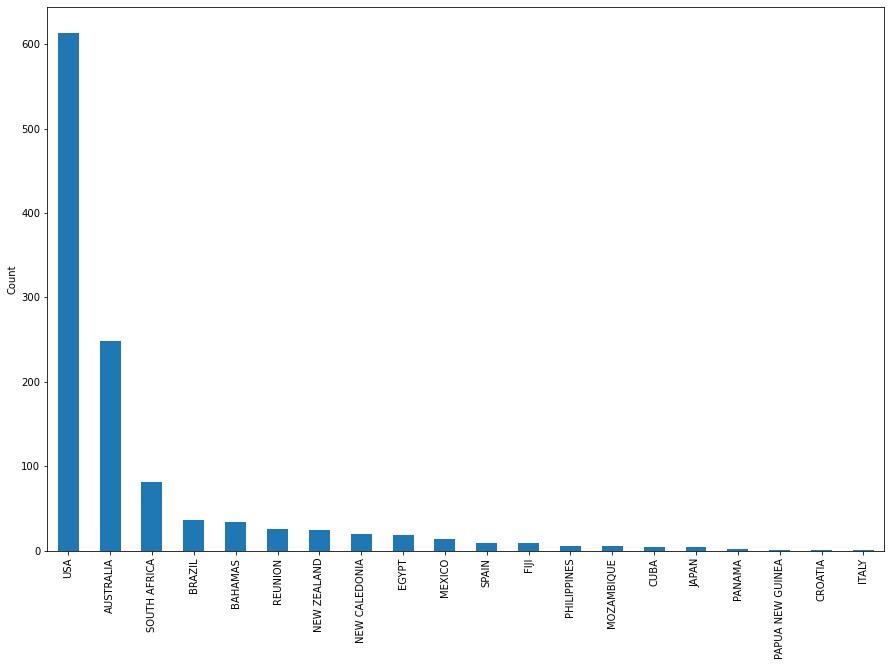 600
500
400
300
200
100
0
Count
USA
AUSTRALIA
SOUTH AFRICA
BRAZIL
BAHAMAS
REUNION
NEW ZEALAND
NEW CALEDONIA
EGYPT
MEXICO
SPAIN
FIJI
PHILIPPINES
MOZAMBIQUE
CUBA
JAPAN
PANAMA
PAPUA NEW GUINEA
CROATIA
ITALY